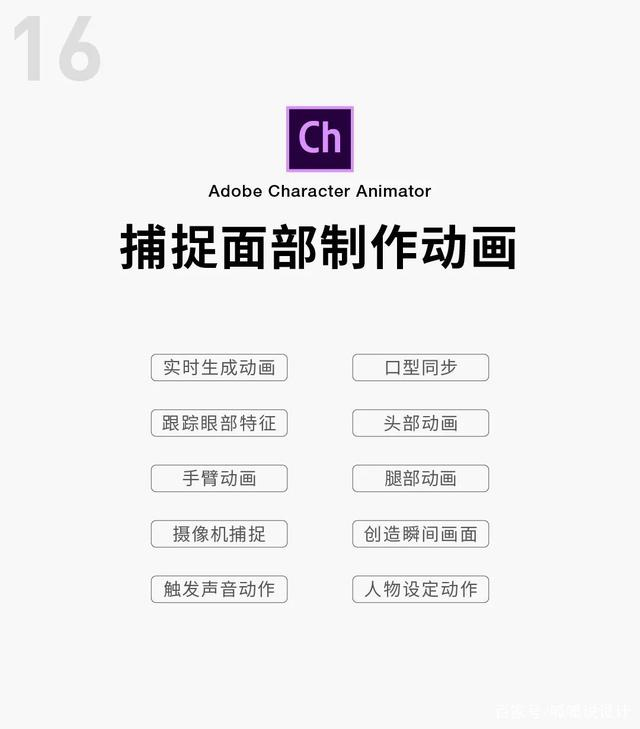 16
Ch
Adobe Character Animator
捕捉面部制作动画
实时生成动画
口型同步
跟踪眼部特征
头部动画
手臂动画
腿部动画
摄像机捕捉
创造瞬间画面
触发声音动作
人物设定动作
百家号/呱呱说设计